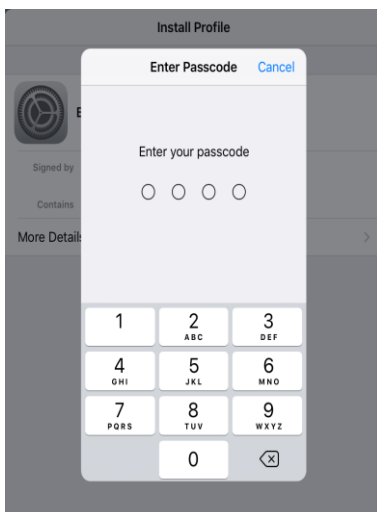 Install Profile
Enter Passcode Cancel
Enter your passcode
Signed by
Contains
More Details
1
2
ABC
3
DEF
4
GHI
5
JKL
6
MNO
7
PQRS
8
TUV
9
WXYZ
0